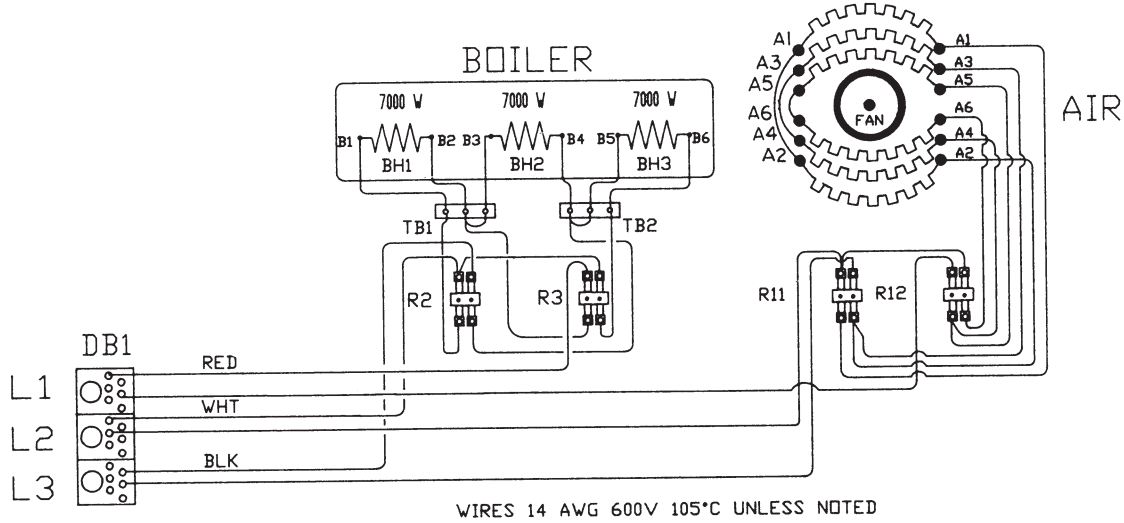 BOILER
7000 W 7000 W 7000 W
B1 B2 B3 B4 B5 B6
BH1 BH2 BH3
TB1 TB2
R2 R3
A1 A1
A3 A3
A5 A5
A6 A6
A4 A4
A2 A2
FAN
AIR
R11 R12
DB1
L1
L2
L3
RED
WHT
BLK
WIRES 14 AWG 600V 105°C UNLESS NOTED